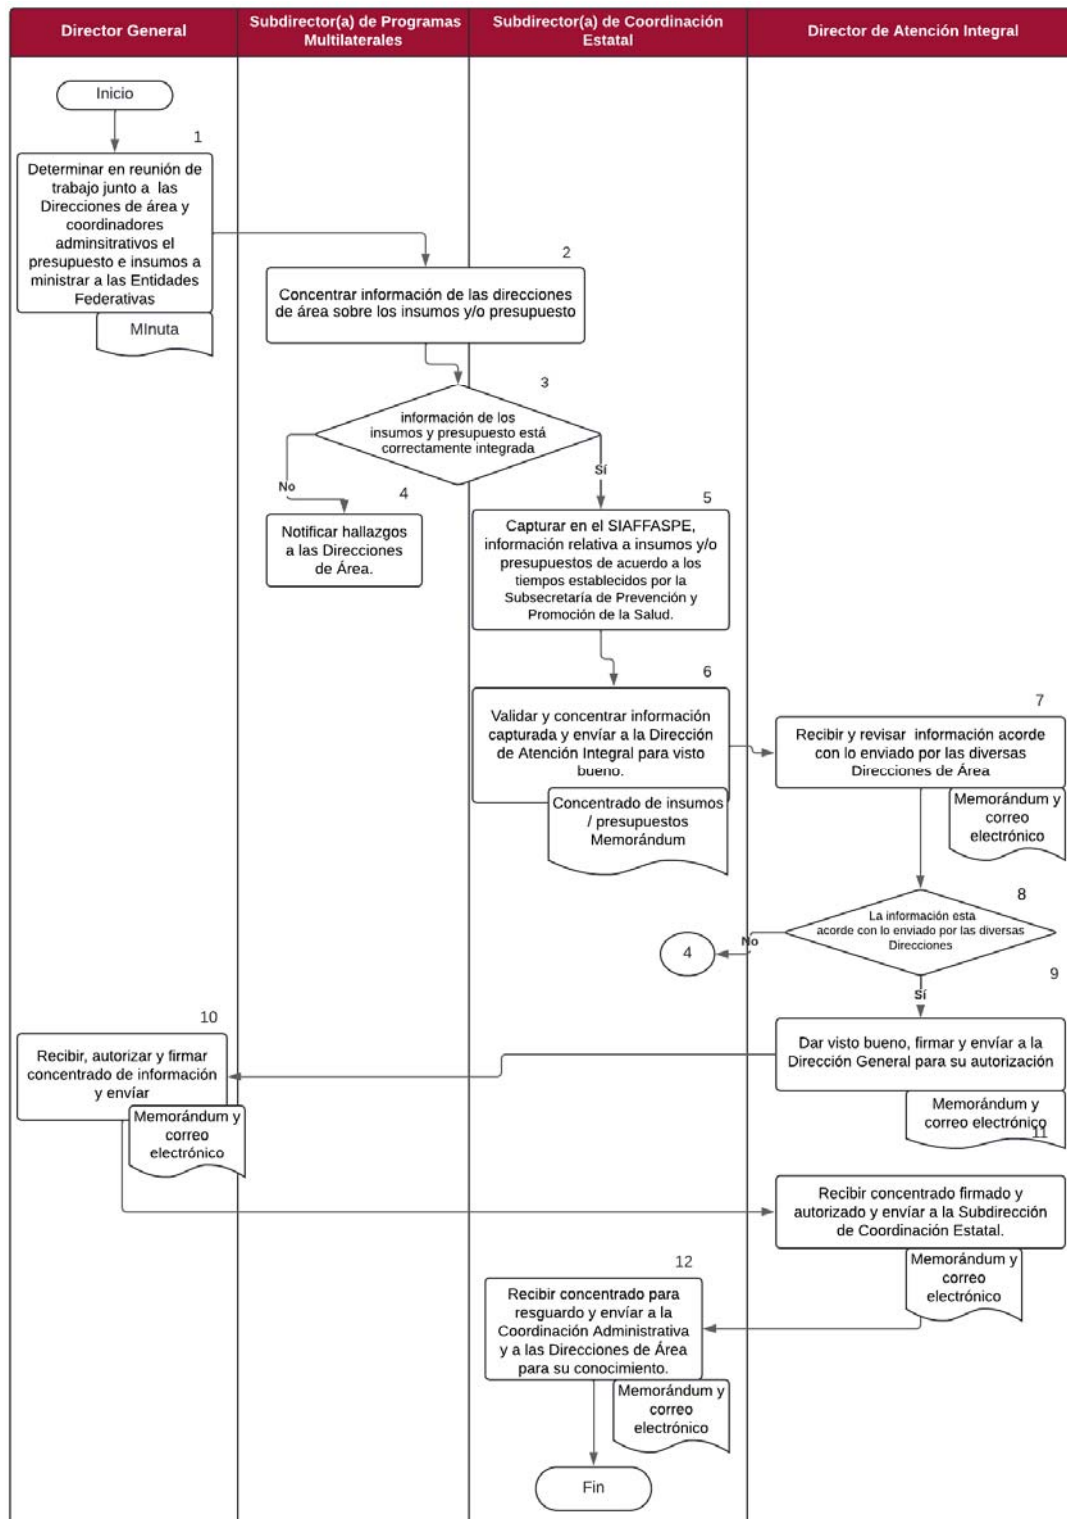 Director General
Subdirector(a) de Programas
Multilaterales
Subdirector(a) de Coordinación
Estatal
Director de Atención Integral
Inicio
1
Determinar en reunión de
trabajo junto a las
Direcciones de área y
coordinadores
adminsitrativos el
presupuesto e insumos a
ministrar a las Entidades
Federativas
MInuta
2
Concentrar información de las direcciones
de área sobre los insumos y/o presupuesto
3
información de los
insumos y presupuesto está
correctamente integrada
No
Sí
4
Notificar hallazgos
a las Direcciones
de Área.
5
Capturar en el SIAFFASPE,
información relativa a insumos y/o
presupuestos de acuerdo a los
tiempos establecidos por la
Subsecretaría de Prevención y
Promoción de la Salud.
6
Validar y concentrar información
capturada y envíar a la Dirección
de Atención Integral para visto
bueno.
Concentrado de insumos
/ presupuestos
Memorándum
7
Recibir y revisar información acorde
con lo enviado por las diversas
Direcciones de Área
Memorándum y
correo
electrónico
8
La información esta
acorde con lo enviado por las diversas
Direcciones
No
4
Sí
9
Dar visto bueno, firmar y envíar a la
Dirección General para su autorización
Memorándum y
correo electrónico
10
Recibir, autorizar y firmar
concentrado de información
y envíar
Memorándum y
correo
electrónico
11
Recibir concentrado firmado y
autorizado y envíar a la Subdirección
de Coordinación Estatal.
Memorándum y
correo
electrónico
12
Recibir concentrado para
resguardo y envíar a la
Coordinación Administrativa
y a las Direcciones de Área
para su conocimiento.
Memorándum y
correo
electrónico
Fin